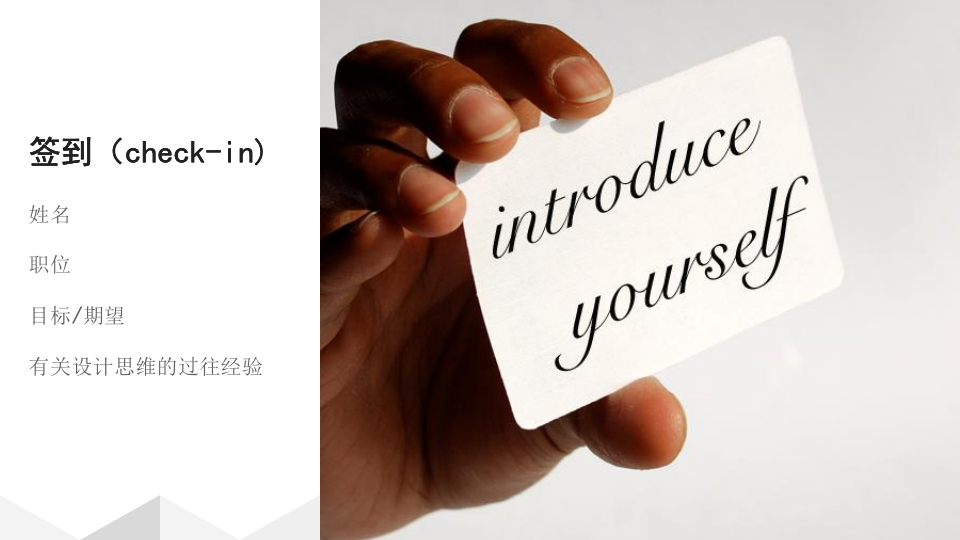 签到（check-in)
姓名
职位
目标/期望
有关设计思维的过往经验
introduce
yourself